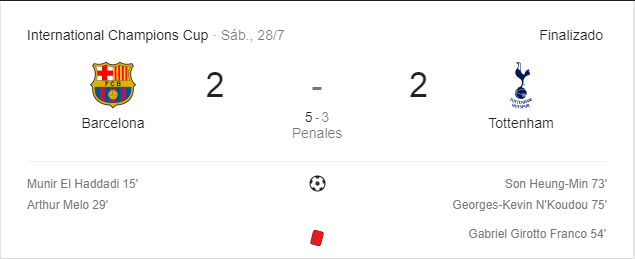 International Champions Cup · Sáb., 28/7 Finalizado
2 - 2
FCB
TOTTENHAM
HOTSPUR
Barcelona 5 - 3 Tottenham
Penales
Munir El Haddadi 15' Son Heung-Min 73'
Arthur Melo 29' Georges-Kevin N'Koudou 75'
Gabriel Girotto Franco 54'